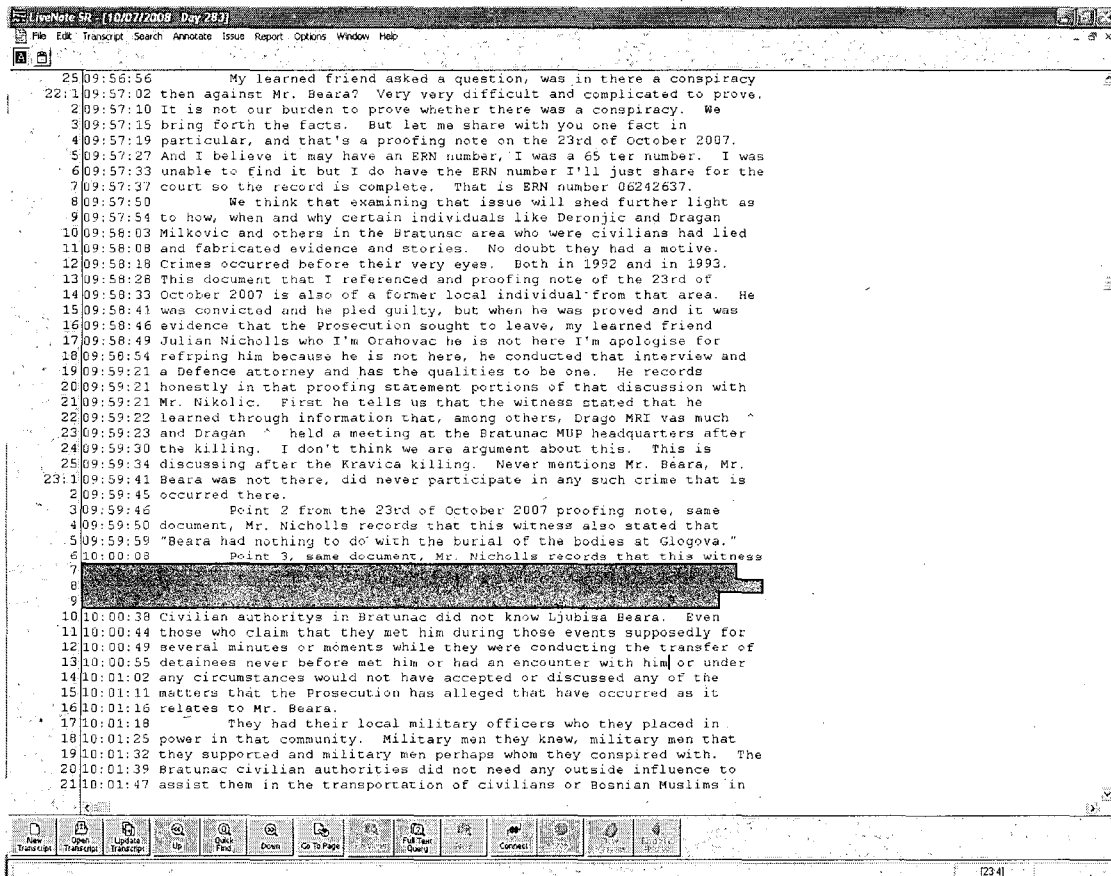 LiveNote SR - [10/07/2008 Day 283]
File Edit Transcript Search Annotate Issue Report Options Window Help
25 09:56:56 My learned friend asked a question, was in there a conspiracy
22:1 09:57:02 then against Mr. Beara? Very very difficult and complicated to prove.
2 09:57:10 It is not our burden to prove whether there was a conspiracy. We
3 09:57:15 bring forth the facts. But let me share with you one fact in
4 09:57:19 particular, and that's a proofing note on the 23rd of October 2007.
5 09:57:27 And I believe it may have an ERN number, I was a 65 ter number. I was
6 09:57:33 unable to find it but I do have the ERN number I'll just share for the
7 09:57:37 court so the record is complete. That is ERN number 06242637.
8 09:57:50 We think that examining that issue will shed further light as
9 09:57:54 to how, when and why certain individuals like Deronjic and Dragan
10 09:58:03 Milkovic and others in the Bratunac area who were civilians had lied
11 09:58:08 and fabricated evidence and stories. No doubt they had a motive.
12 09:58:18 Crimes occurred before their very eyes. Both in 1992 and in 1993.
13 09:58:28 This document that I referenced and proofing note of the 23rd of
14 09:58:33 October 2007 is also of a former local individual from that area. He
15 09:58:41 was convicted and he pled guilty, but when he was proved and it was
16 09:58:46 evidence that the Prosecution sought to leave, my learned friend
17 09:58:49 Julian Nicholls who I'm Orahovac he is not here I'm apologise for
18 09:58:54 refrping him because he is not here, he conducted that interview and
19 09:59:21 a Defence attorney and has the qualities to be one. He records
20 09:59:21 honestly in that proofing statement portions of that discussion with
21 09:59:21 Mr. Nikolic. First he tells us that the witness stated that he
22 09:59:22 learned through information that, among others, Drago MRI vas much ^
23 09:59:23 and Dragan ^ held a meeting at the Bratunac MUP headquarters after
24 09:59:30 the killing. I don't think we are argument about this. This is
25 09:59:34 discussing after the Kravica killing. Never mentions Mr. Beara, Mr.
23:1 09:59:41 Beara was not there, did never participate in any such crime that is
2 09:59:45 occurred there.
3 09:59:46 Point 2 from the 23rd of October 2007 proofing note, same
4 09:59:50 document, Mr. Nicholls records that this witness also stated that
5 09:59:59 "Beara had nothing to do with the burial of the bodies at Glogova."
6 10:00:08 Point 3, same document, Mr. Nicholls records that this witness
7
8
9
10 10:00:38 Civilian authoritys in Bratunac did not know Ljubisa Beara. Even
11 10:00:44 those who claim that they met him during those events supposedly for
12 10:00:49 several minutes or moments while they were conducting the transfer of
13 10:00:55 detainees never before met him or had an encounter with him or under
14 10:01:02 any circumstances would not have accepted or discussed any of the
15 10:01:11 matters that the Prosecution has alleged that have occurred as it
16 10:01:16 relates to Mr. Beara.
17 10:01:18 They had their local military officers who they placed in
18 10:01:25 power in that community. Military men they knew, military men that
19 10:01:32 they supported and military men perhaps whom they conspired with. The
20 10:01:39 Bratunac civilian authorities did not need any outside influence to
21 10:01:47 assist them in the transportation of civilians or Bosnian Muslims in
New Transcript Open Transcript Update Transcript Up Quick Find Down Go To Page Full Text Query Connect
[23:4]